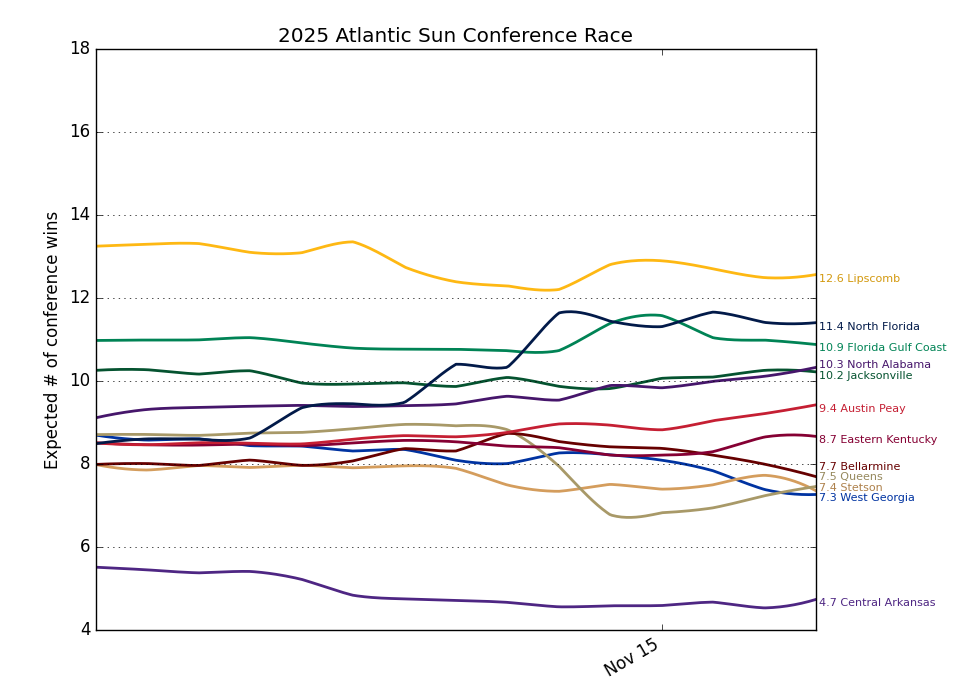 2025 Atlantic Sun Conference Race
Expected # of conference wins
18
16
14
12
10
8
6
4
Nov 15
12.6 Lipscomb
11.4 North Florida
10.9 Florida Gulf Coast
10.3 North Alabama
10.2 Jacksonville
9.4 Austin Peay
8.7 Eastern Kentucky
7.7 Bellarmine
7.5 Queens
7.4 Stetson
7.3 West Georgia
4.7 Central Arkansas